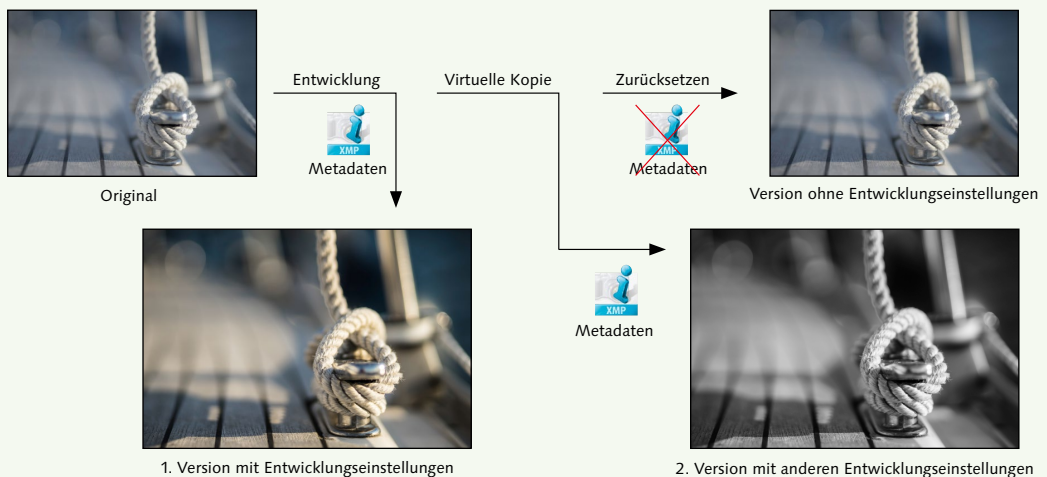 Entwicklung
Virtuelle Kopie
Zurücksetzen
XMP
XMP
Metadaten
Metadaten
Original
Version ohne Entwicklungseinstellungen
XMP
Metadaten
1. Version mit Entwicklungseinstellungen
2. Version mit anderen Entwicklungseinstellungen